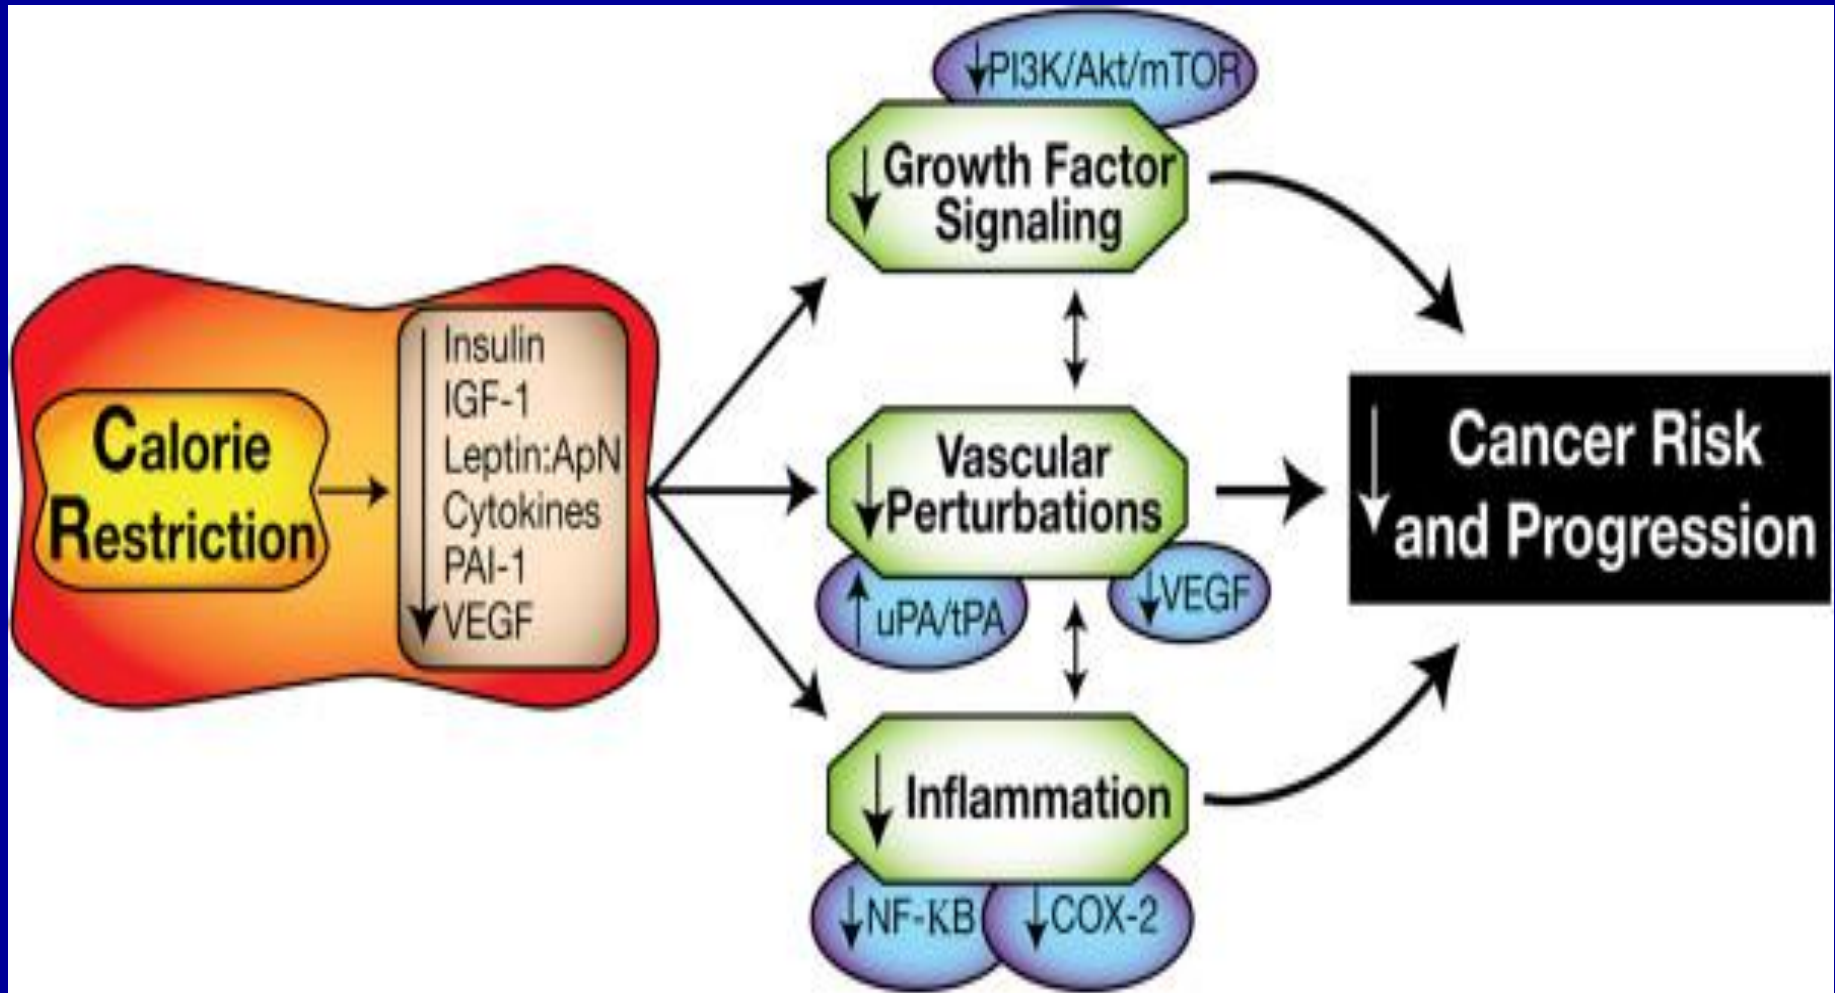 ↓PI3K/Akt/mTOR
↓ Growth Factor
Signaling
Calorie
Restriction
↓
Insulin
IGF-1
Leptin:ApN
Cytokines
PAI-1
VEGF
↓ Vascular
Perturbations
↑ uPA/tPA
↓VEGF
↓ Inflammation
↓NF-κB
↓COX-2
↓ Cancer Risk
and Progression